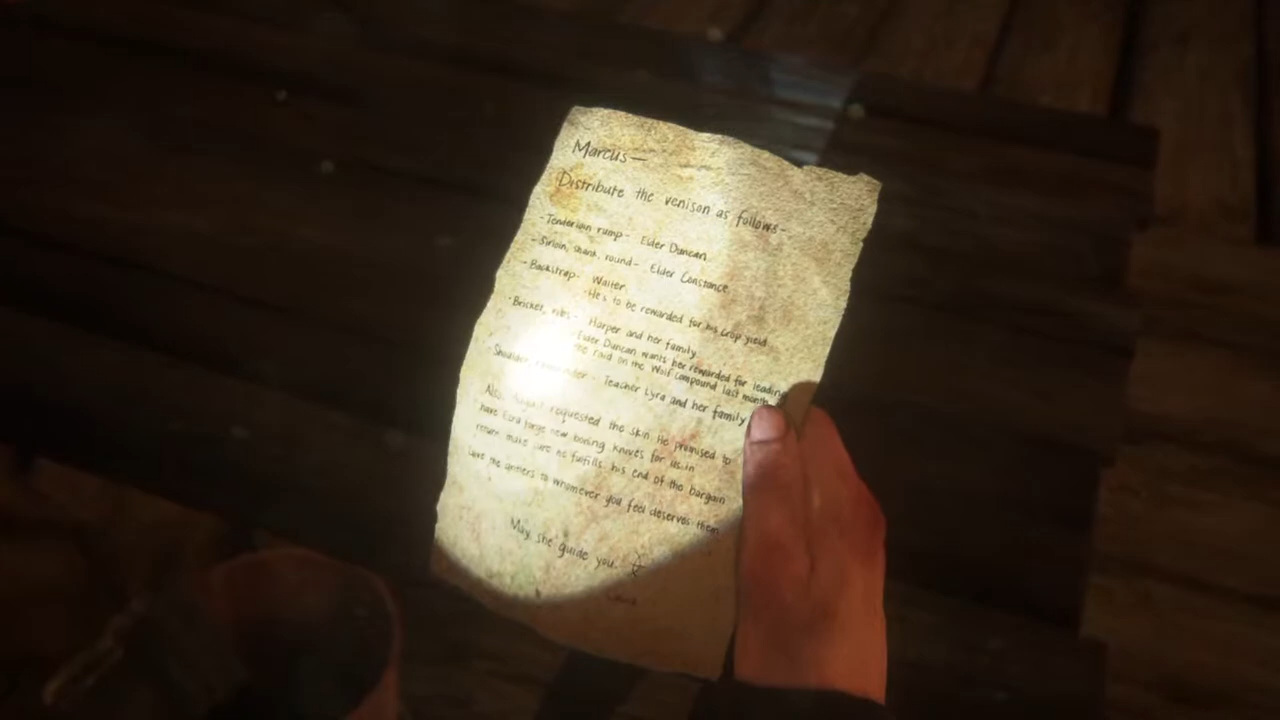 Marcus—
Distribute the venison as follows-
-Tenderloin rump- Elder Duncan
-Sirloin, shank, round- Elder Constance
-Backstrap- Walter
He's to be rewarded for his crop yield
-Bricket, ribs- Harper and her family
Elder Duncan wants her rewarded for leading
the raid on the Wolf compound last month
-Shoulder - Teacher Lyra and her family
Also, requested the skin. He promised to
have Ezra forge new boning knives for us in
return make sure he fulfills his end of the bargain
Save the antlers to whomever you feel deserves them
May she guide you.